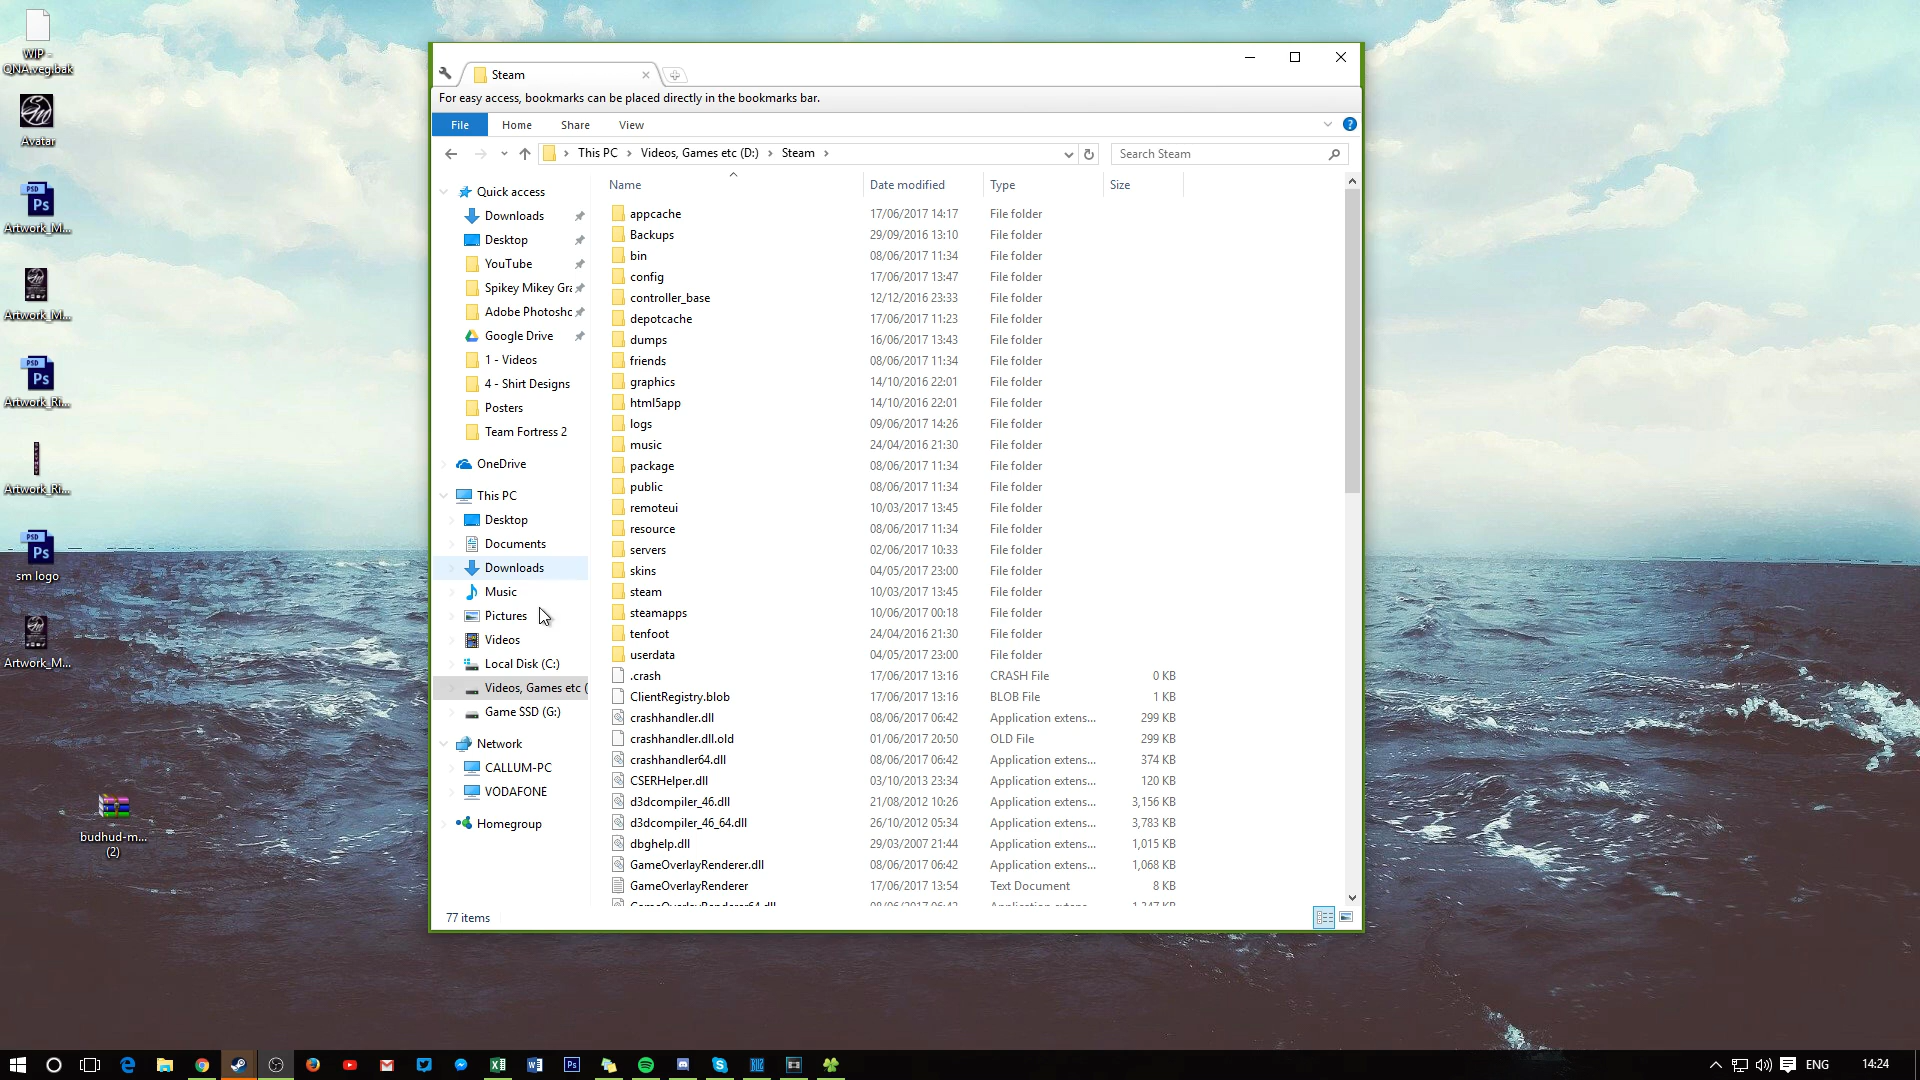 WIP -
QNA.veg.bak
Avatar
Artwork_M...
Artwork_M...
Artwork_Ri...
Artwork_Ri...
sm logo
Artwork_M...
budhud-m...
(2)
Steam
For easy access, bookmarks can be placed directly in the bookmarks bar.
File Home Share View
This PC Videos, Games etc (D:) Steam
Search Steam
Quick access
Downloads
Desktop
YouTube
Spikey Mikey Gra
Adobe Photoshc
Google Drive
1 - Videos
4 - Shirt Designs
Posters
Team Fortress 2
OneDrive
This PC
Desktop
Documents
Downloads
Music
Pictures
Videos
Local Disk (C:)
Videos, Games etc (
Game SSD (G:)
Network
CALLUM-PC
VODAFONE
Homegroup
Name Date modified Type Size
appcache 17/06/2017 14:17 File folder
Backups 29/09/2016 13:10 File folder
bin 08/06/2017 11:34 File folder
config 17/06/2017 13:47 File folder
controller_base 12/12/2016 23:33 File folder
depotcache 17/06/2017 11:23 File folder
dumps 16/06/2017 13:43 File folder
friends 08/06/2017 11:34 File folder
graphics 14/10/2016 22:01 File folder
html5app 14/10/2016 22:01 File folder
logs 09/06/2017 14:26 File folder
music 24/04/2016 21:30 File folder
package 08/06/2017 11:34 File folder
public 08/06/2017 11:34 File folder
remoteui 10/03/2017 13:45 File folder
resource 08/06/2017 11:34 File folder
servers 02/06/2017 10:33 File folder
skins 04/05/2017 23:00 File folder
steam 10/03/2017 13:45 File folder
steamapps 10/06/2017 00:18 File folder
tenfoot 24/04/2016 21:30 File folder
userdata 04/05/2017 23:00 File folder
.crash 17/06/2017 13:16 CRASH File 0 KB
ClientRegistry.blob 17/06/2017 13:16 BLOB File 1 KB
crashhandler.dll 08/06/2017 06:42 Application extens... 299 KB
crashhandler.dll.old 01/06/2017 20:50 OLD File 299 KB
crashhandler64.dll 08/06/2017 06:42 Application extens... 374 KB
CSERHelper.dll 03/10/2013 23:34 Application extens... 120 KB
d3dcompiler_46.dll 21/08/2012 10:26 Application extens... 3,156 KB
d3dcompiler_46_64.dll 26/10/2012 05:34 Application extens... 3,783 KB
dbghelp.dll 29/03/2007 21:44 Application extens... 1,015 KB
GameOverlayRenderer.dll 08/06/2017 06:42 Application extens... 1,068 KB
GameOverlayRenderer 17/06/2017 13:54 Text Document 8 KB
GameOverlayRenderer64.dll 08/06/2017 06:42 Application extens... 1,347 KB
77 items
ENG 14:24